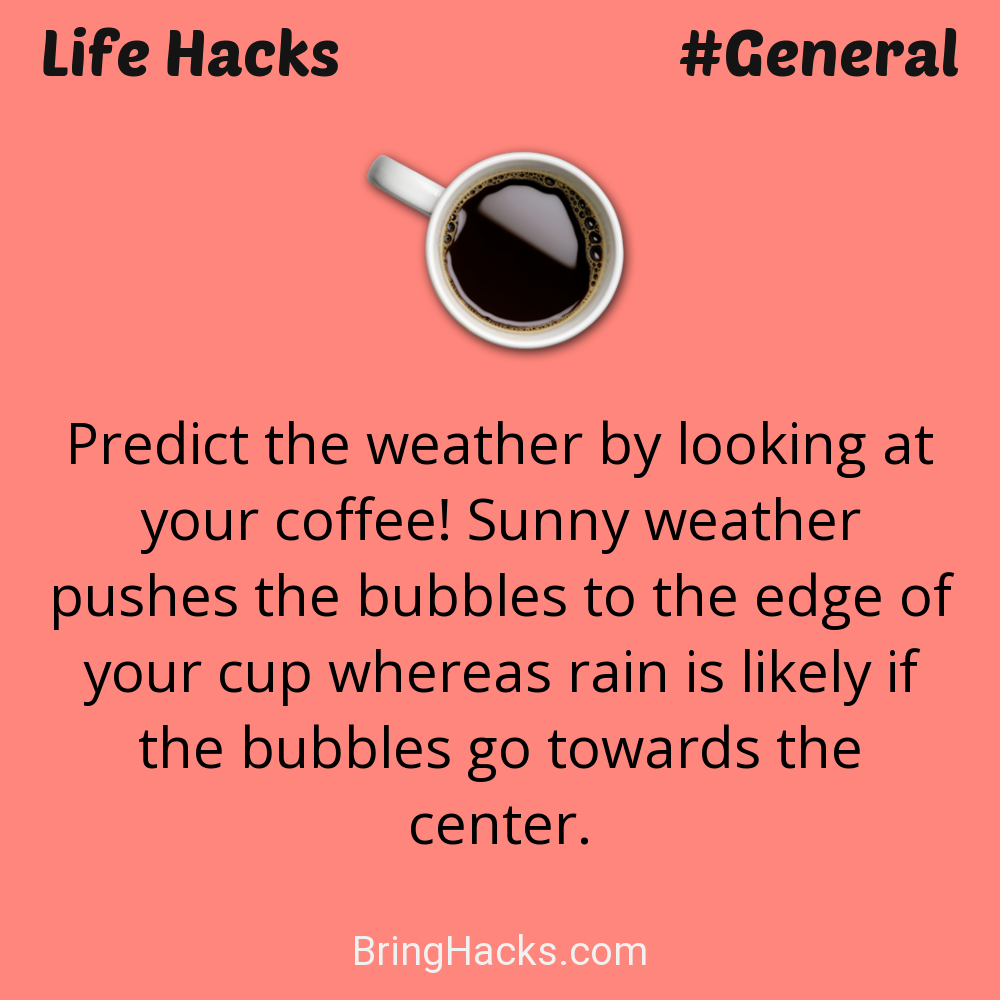 Life Hacks #General
Predict the weather by looking at
your coffee! Sunny weather
pushes the bubbles to the edge of
your cup whereas rain is likely if
the bubbles go towards the
center.
BringHacks.com